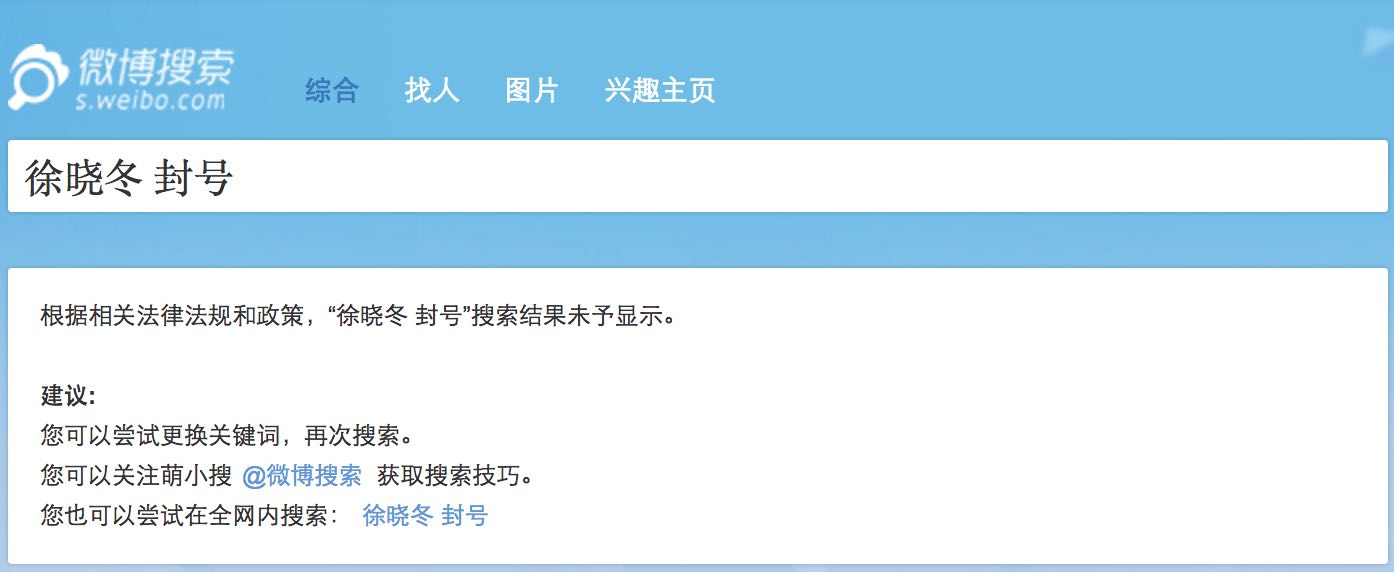 微博搜索
s.weibo.com
综合 找人 图片 兴趣主页
徐晓冬 封号
根据相关法律法规和政策，“徐晓冬 封号”搜索结果未予显示。
建议:
您可以尝试更换关键词，再次搜索。
您可以关注萌小搜 @微博搜索 获取搜索技巧。
您也可以尝试在全网内搜索： 徐晓冬 封号